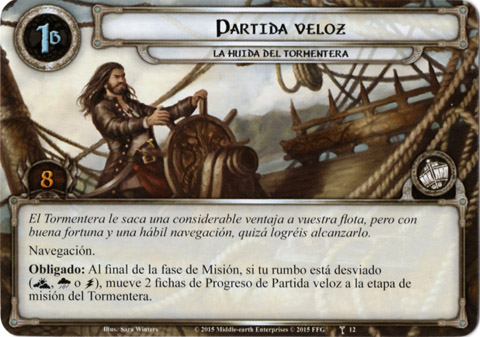 1B
Partida veloz
La huida del Tormentera
8
El Tormentera le saca una considerable ventaja a vuestra flota, pero con
buena fortuna y una hábil navegación, quizá logréis alcanzarlo.
Navegación.
Obligado: Al final de la fase de Misión, si tu rumbo está desviado
( , o ), mueve 2 fichas de Progreso de Partida veloz a la etapa de
misión del Tormentera.
Illus. Sara Winters
© 2015 Middle-earth Enterprises © 2015 FFG
12